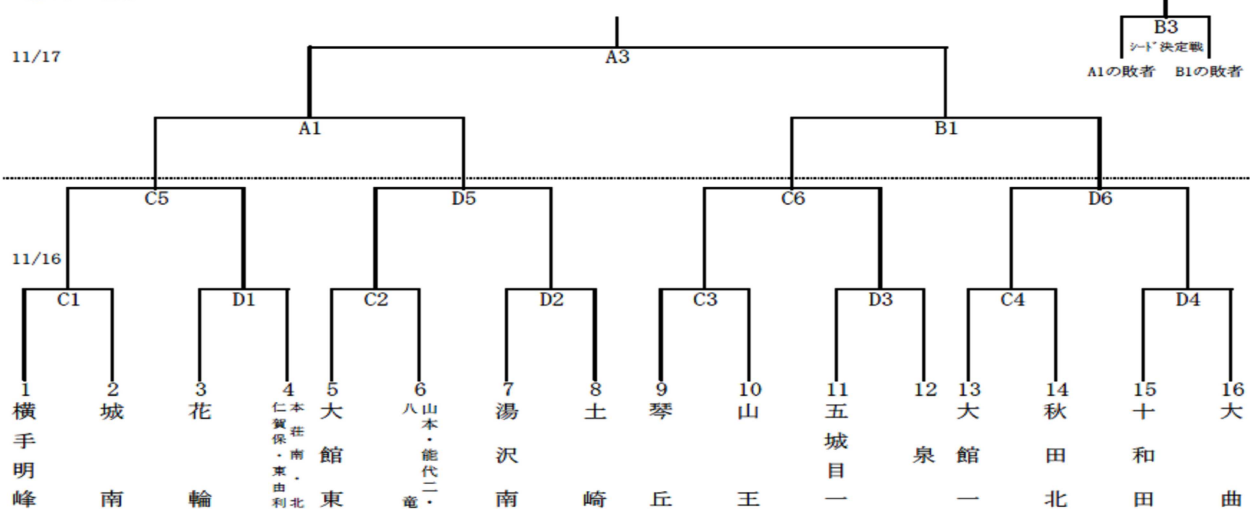 B3
シード決定戦
A1の敗者 B1の敗者
11/17
A3
A1
B1
C5
D5
C6
D6
11/16
C1
D1
C2
D2
C3
D3
C4
D4
1
2
3
4
5
6
7
8
9
10
11
12
13
14
15
16
横手明峰
城南
花輪
本荘南・北
仁賀保・東由利
大館東
山本・能代二・
八竜
湯沢南
土崎
琴丘
山王
五城目一
泉
大館一
秋田北
十和田
大曲